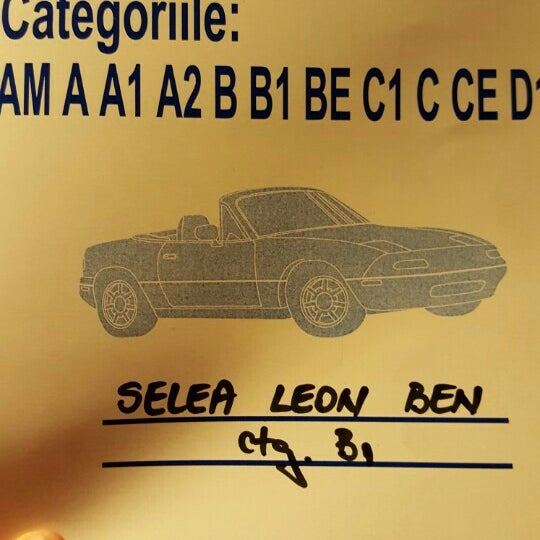 Categoriile:
AM A A1 A2 B B1 BE C1 C CE D1
SELEA LEON BEN
ctg. B1